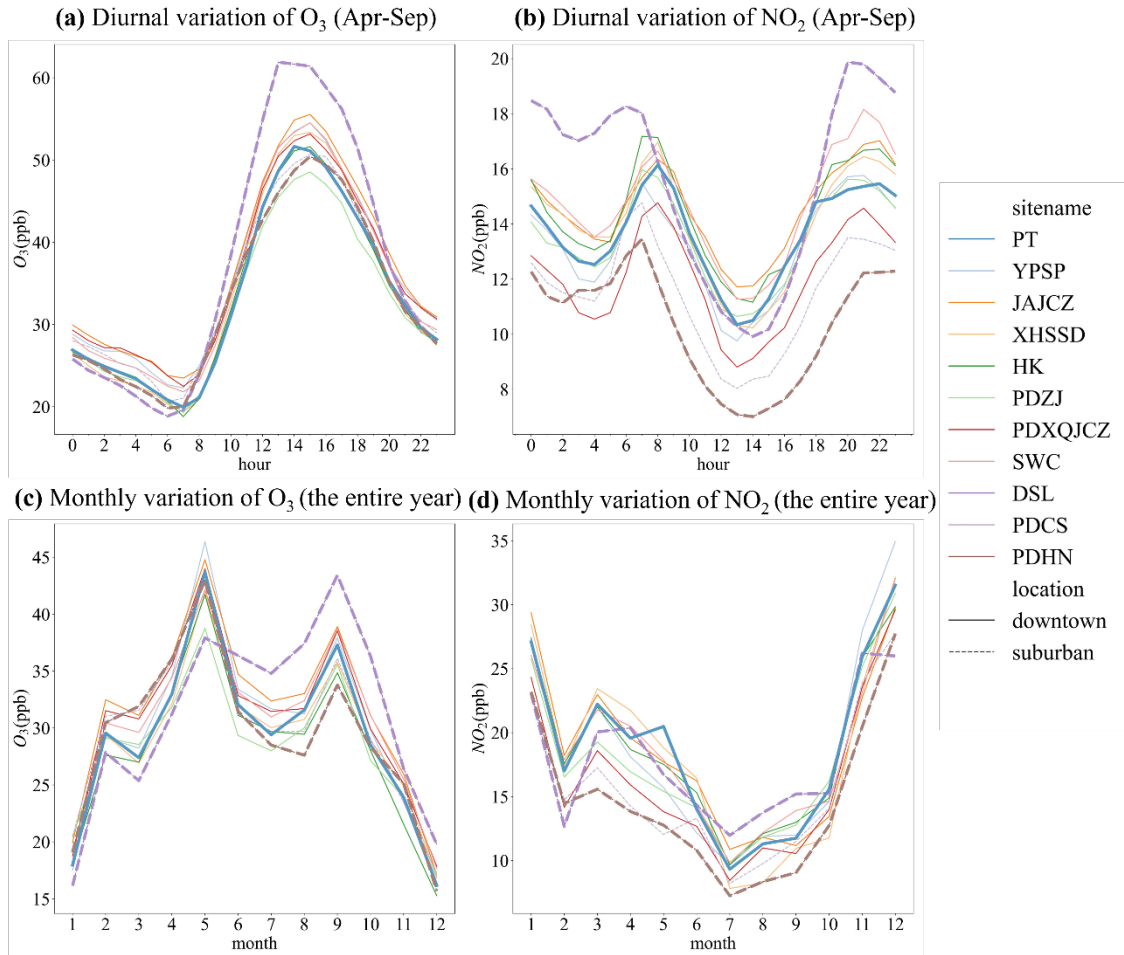 (a) Diurnal variation of O3 (Apr-Sep)
(b) Diurnal variation of NO2 (Apr-Sep)
O3(ppb)
60
50
40
30
20
0 2 4 6 8 10 12 14 16 18 20 22
hour
NO2(ppb)
20
18
16
14
12
10
8
0 2 4 6 8 10 12 14 16 18 20 22
hour
(c) Monthly variation of O3 (the entire year)
(d) Monthly variation of NO2 (the entire year)
O3(ppb)
45
40
35
30
25
20
15
1 2 3 4 5 6 7 8 9 10 11 12
month
NO2(ppb)
35
30
25
20
15
10
1 2 3 4 5 6 7 8 9 10 11 12
month
sitename
PT
YPSP
JAJCZ
XHSSD
HK
PDZJ
PDXQJCZ
SWC
DSL
PDCS
PDHN
location
downtown
suburban